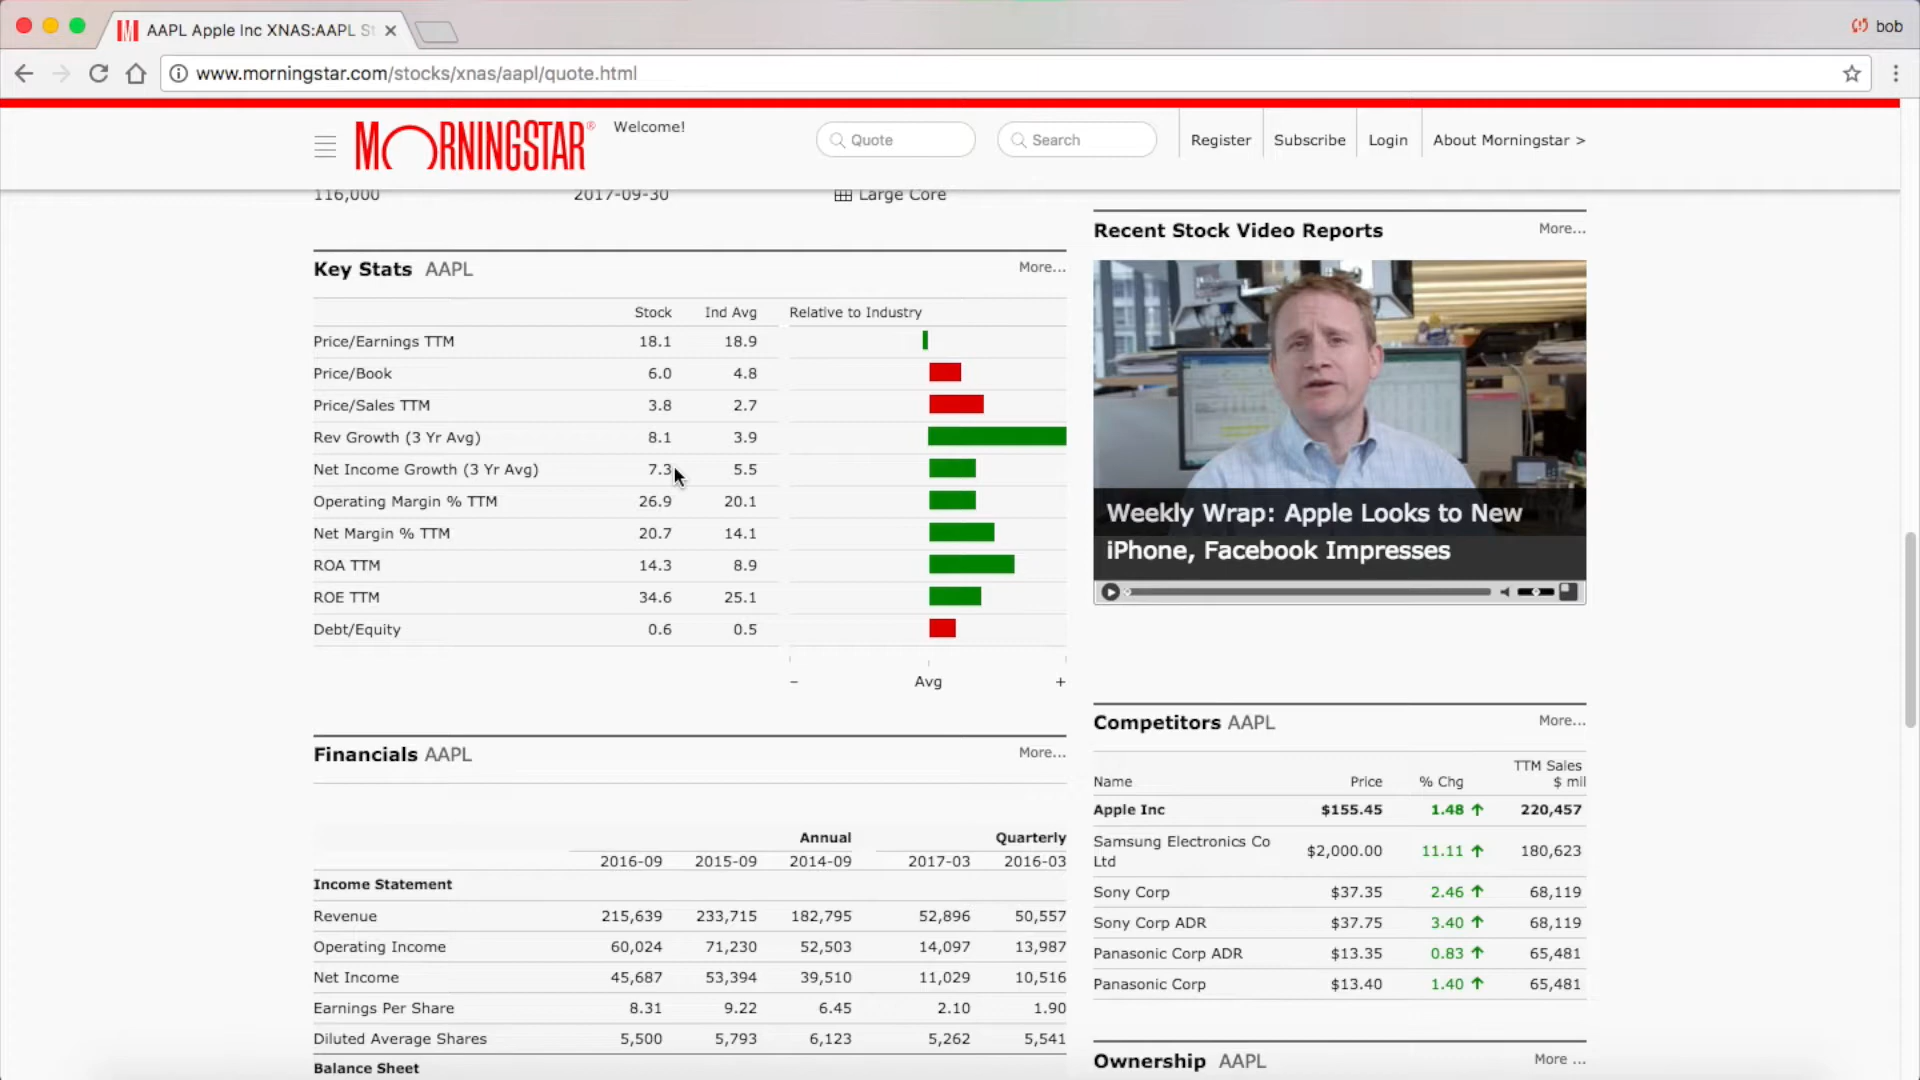 AAPL Apple Inc XNAS:AAPL St
bob
www.morningstar.com/stocks/xnas/aapl/quote.html
MORNINGSTAR®
Welcome!
Quote
Search
Register
Subscribe
Login
About Morningstar >
116,000 2017-09-30 Large Core
Key Stats AAPL More...
Stock Ind Avg Relative to Industry
Price/Earnings TTM 18.1 18.9
Price/Book 6.0 4.8
Price/Sales TTM 3.8 2.7
Rev Growth (3 Yr Avg) 8.1 3.9
Net Income Growth (3 Yr Avg) 7.3 5.5
Operating Margin % TTM 26.9 20.1
Net Margin % TTM 20.7 14.1
ROA TTM 14.3 8.9
ROE TTM 34.6 25.1
Debt/Equity 0.6 0.5
– Avg +
Financials AAPL More...
Annual Quarterly
2016-09 2015-09 2014-09 2017-03 2016-03
Income Statement
Revenue 215,639 233,715 182,795 52,896 50,557
Operating Income 60,024 71,230 52,503 14,097 13,987
Net Income 45,687 53,394 39,510 11,029 10,516
Earnings Per Share 8.31 9.22 6.45 2.10 1.90
Diluted Average Shares 5,500 5,793 6,123 5,262 5,541
Balance Sheet
Recent Stock Video Reports More...
Weekly Wrap: Apple Looks to New
iPhone, Facebook Impresses
Competitors AAPL More...
TTM Sales
Name Price % Chg $ mil
Apple Inc $155.45 1.48 220,457
Samsung Electronics Co
Ltd $2,000.00 11.11 180,623
Sony Corp $37.35 2.46 68,119
Sony Corp ADR $37.75 3.40 68,119
Panasonic Corp ADR $13.35 0.83 65,481
Panasonic Corp $13.40 1.40 65,481
Ownership AAPL More ...